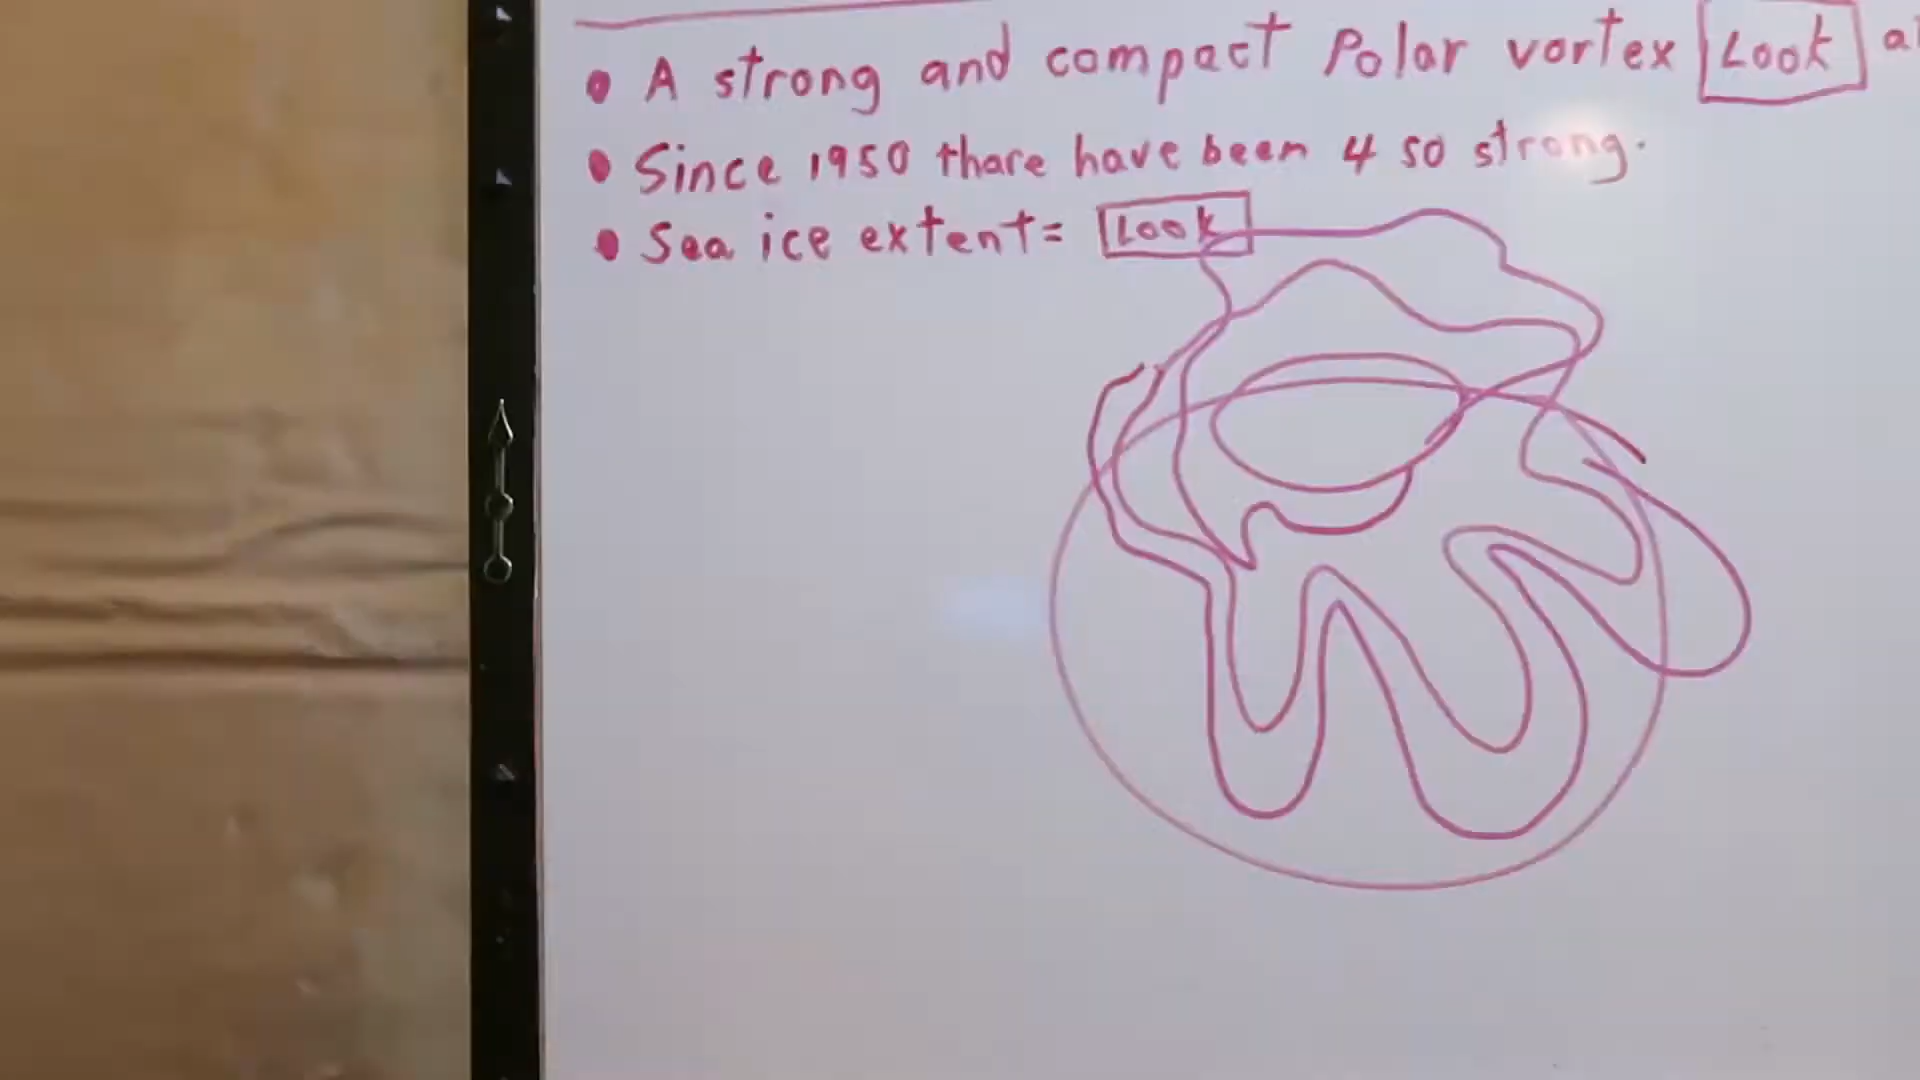 • A strong and compact Polar vortex Look
• Since 1950 thare have been 4 so strong.
• Sea ice extent= Look